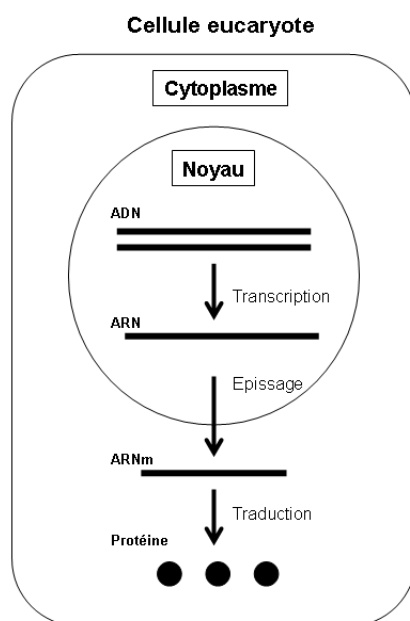 Cellule eucaryote
Cytoplasme
Noyau
ADN
Transcription
ARN
Epissage
ARNm
Traduction
Protéine